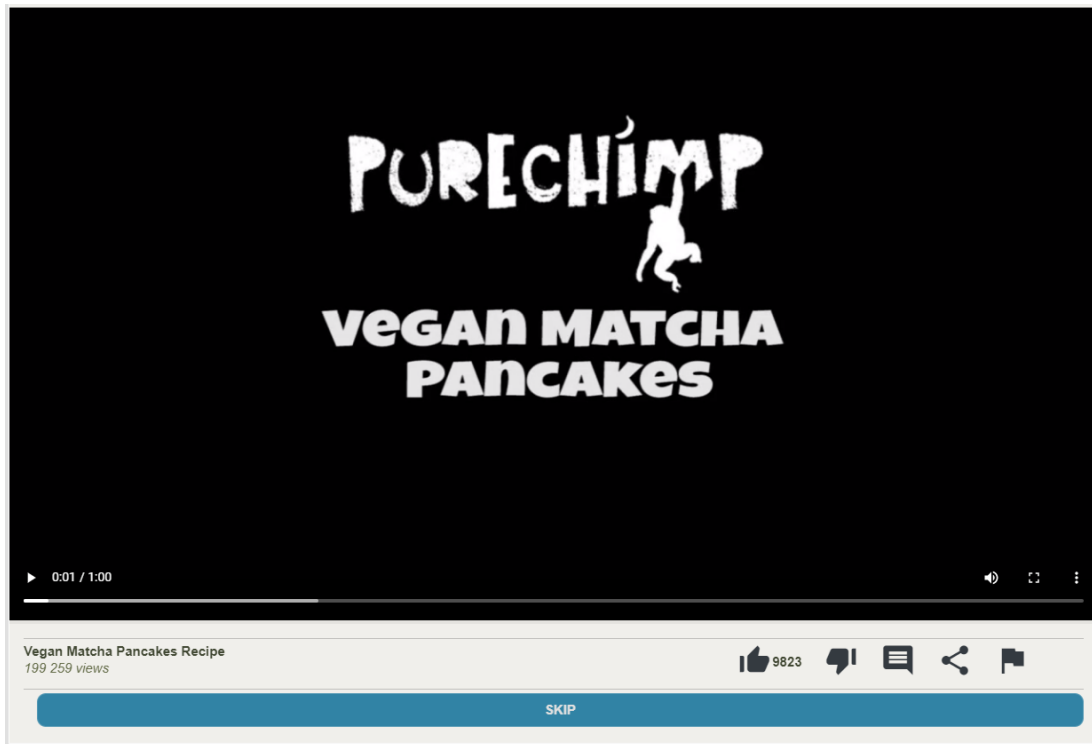 PURECHIMP
VEGAN MATCHA
PANCAKES
0:01 / 1:00
Vegan Matcha Pancakes Recipe
199 259 views
9823
SKIP